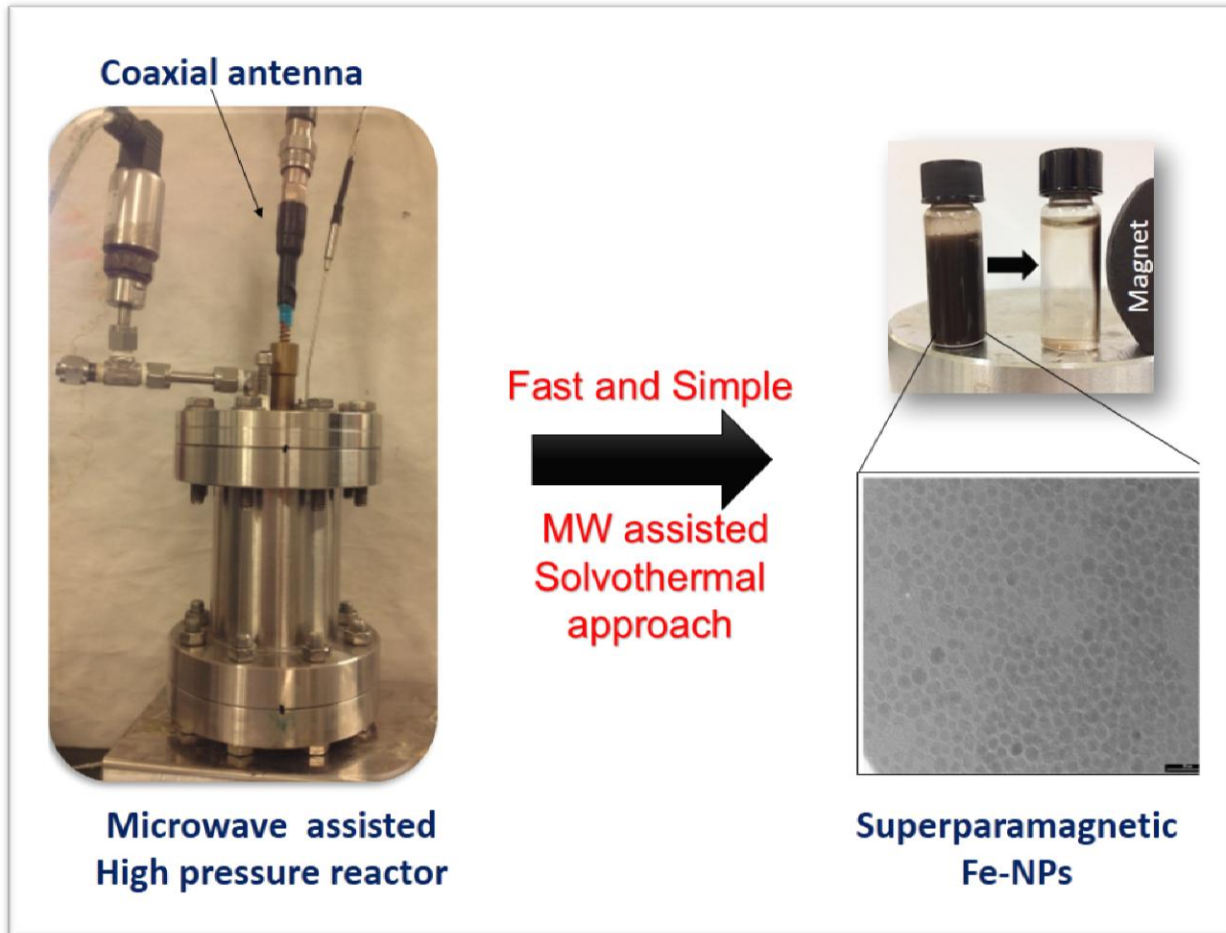 Coaxial antenna
Microwave assisted
High pressure reactor
Fast and Simple
MW assisted
Solvothermal
approach
Magnet
Superparamagnetic
Fe-NPs